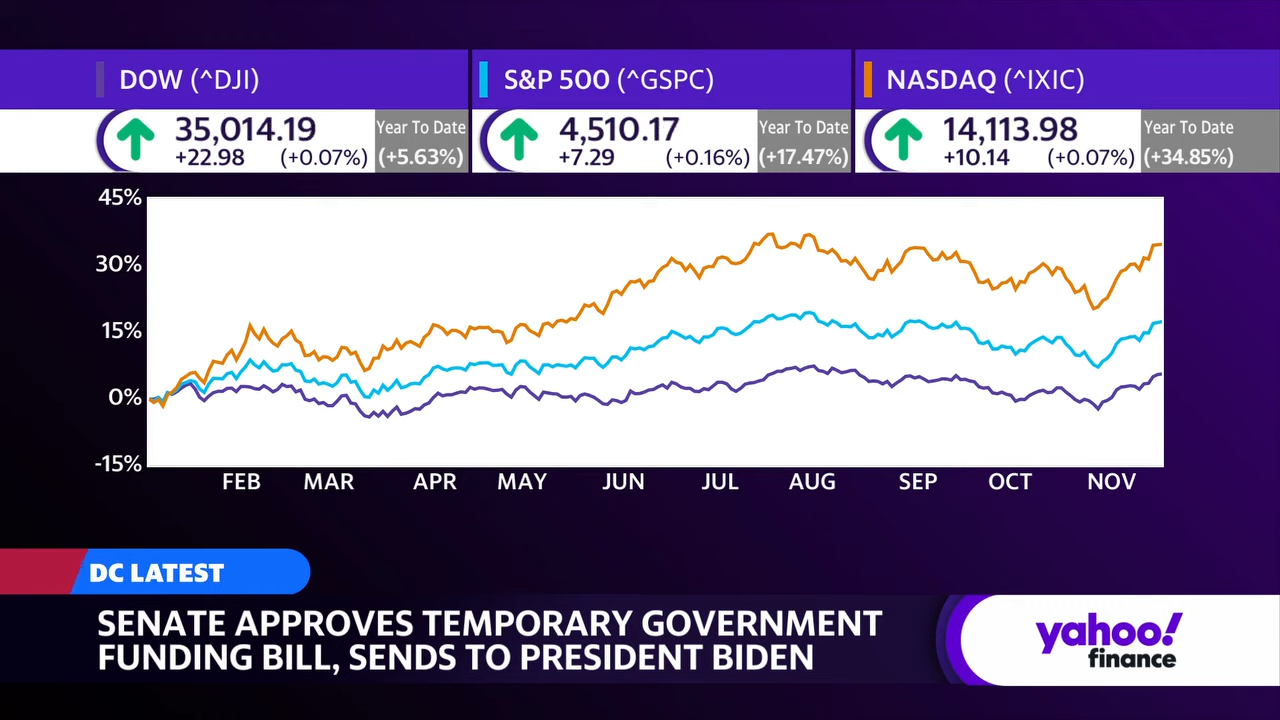 DOW (^DJI)
35,014.19
+22.98 (+0.07%)
Year To Date
(+5.63%)
S&P 500 (^GSPC)
4,510.17
+7.29 (+0.16%)
Year To Date
(+17.47%)
NASDAQ (^IXIC)
14,113.98
+10.14 (+0.07%)
Year To Date
(+34.85%)
45%
30%
15%
0%
-15%
FEB MAR APR MAY JUN JUL AUG SEP OCT NOV
DC LATEST
SENATE APPROVES TEMPORARY GOVERNMENT
FUNDING BILL, SENDS TO PRESIDENT BIDEN
yahoo!
finance